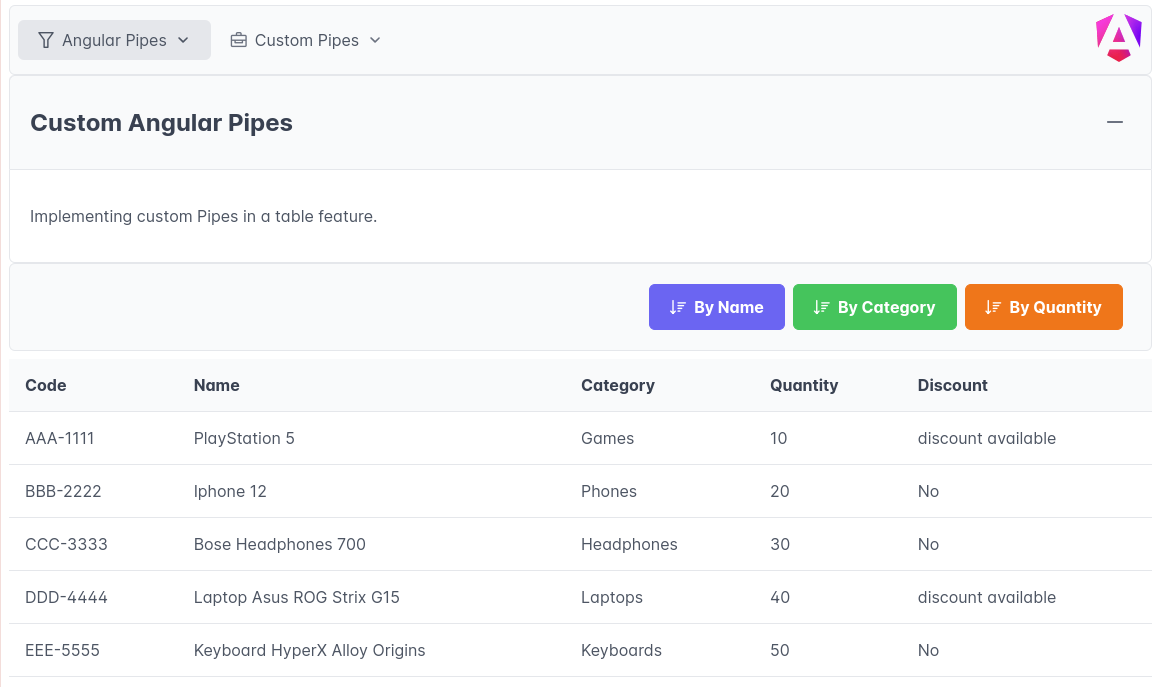 Angular Pipes Custom Pipes
Custom Angular Pipes
Implementing custom Pipes in a table feature.
By Name By Category By Quantity
Code Name Category Quantity Discount
AAA-1111 PlayStation 5 Games 10 discount available
BBB-2222 Iphone 12 Phones 20 No
CCC-3333 Bose Headphones 700 Headphones 30 No
DDD-4444 Laptop Asus ROG Strix G15 Laptops 40 discount available
EEE-5555 Keyboard HyperX Alloy Origins Keyboards 50 No